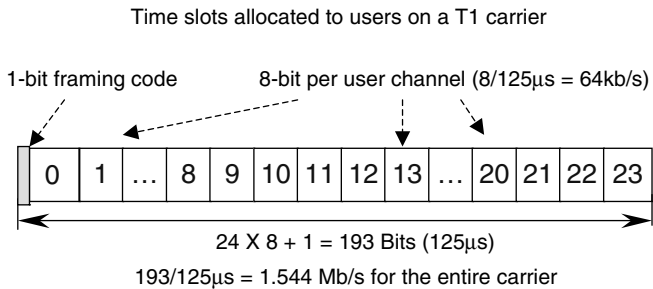 Time slots allocated to users on a T1 carrier
1-bit framing code 8-bit per user channel (8/125µs = 64kb/s)
0 1 ... 8 9 10 11 12 13 ... 20 21 22 23
24 X 8 + 1 = 193 Bits (125µs)
193/125µs = 1.544 Mb/s for the entire carrier